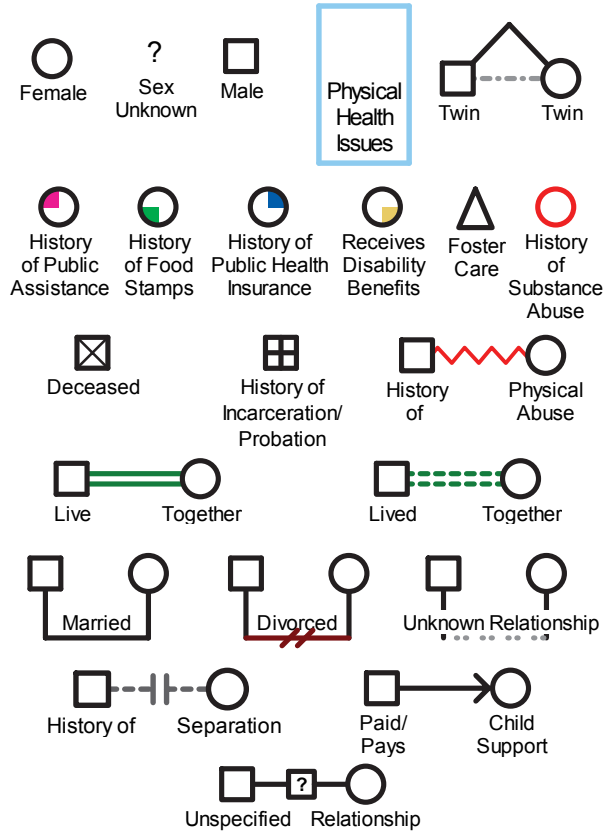 ?
Female
Sex
Unknown
Male
Physical
Health
Issues
Twin Twin
History
of Public
Assistance
History
of Food
Stamps
History of
Public Health
Insurance
Receives
Disability
Benefits
Foster
Care
History
of
Substance
Abuse
Deceased
History of
Incarceration/
Probation
History
of
Physical
Abuse
Live Together
Lived Together
Married
Divorced
Unknown Relationship
History of Separation
Paid/
Pays
Child
Support
?
Unspecified Relationship